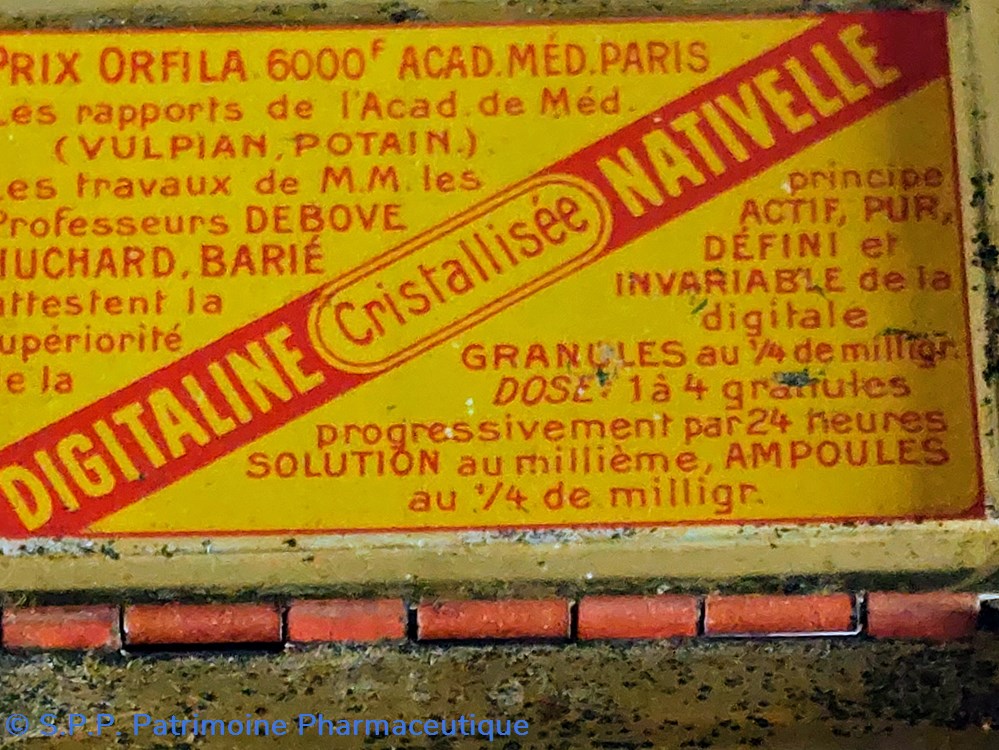 PRIX ORFILA 6000ᶠ ACAD.MÉD.PARIS
Les rapports de l'Acad.de Méd.
(VULPIAN, POTAIN.)
Les travaux de M.M. les
Professeurs DEBOVE
HUCHARD, BARIÉ
attestent la
supériorité
de la
DIGITALINE Cristallisée NATIVELLE
principe
ACTIF, PUR,
DÉFINI et
INVARIABLE de la
digitale
GRANULES au 1/4 de milligr.
DOSE: 1 à 4 granules
progressivement par 24 heures
SOLUTION au millième, AMPOULES
au 1/4 de milligr.
© S.P.P. Patrimoine Pharmaceutique